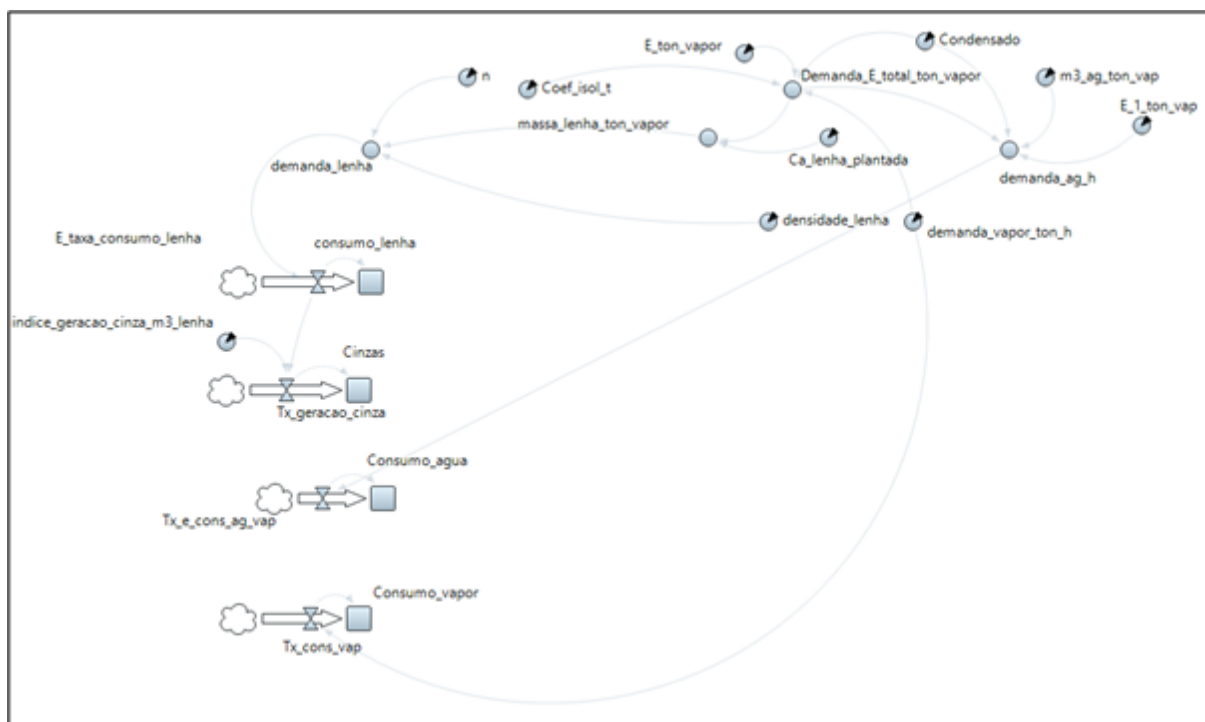 Condensado
E_ton_vapor
n
Coef_isol_t
Demanda_E_total_ton_vapor
m3_ag_ton_vap
E_1_ton_vap
massa_lenha_ton_vapor
demanda_lenha
Ca_lenha_plantada
demanda_ag_h
densidade_lenha
demanda_vapor_ton_h
E_taxa_consumo_lenha
consumo_lenha
indice_geracao_cinza_m3_lenha
Cinzas
Tx_geracao_cinza
Consumo_agua
Tx_e_cons_ag_vap
Consumo_vapor
Tx_cons_vap